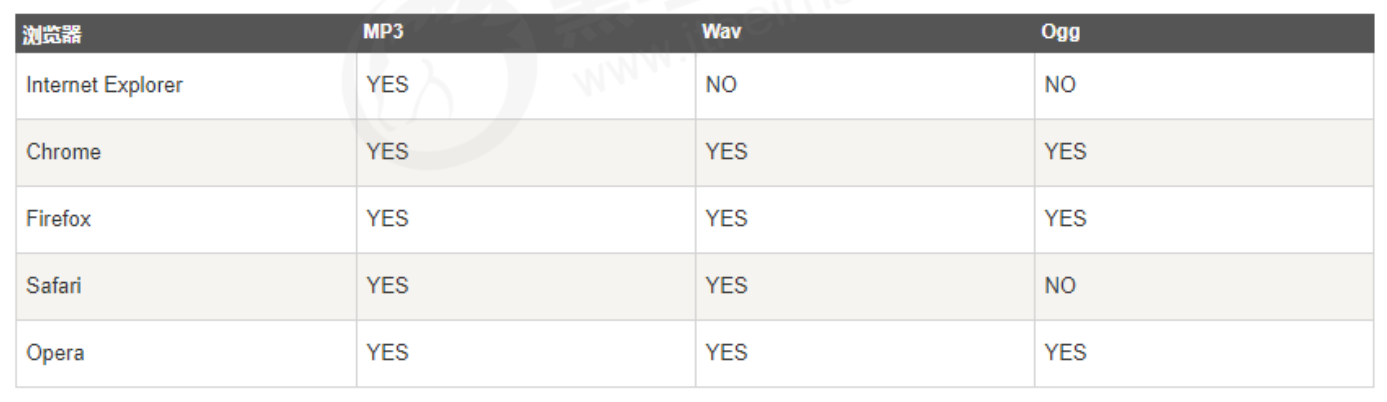 浏览器 MP3 Wav Ogg
Internet Explorer YES NO NO
Chrome YES YES YES
Firefox YES YES YES
Safari YES YES NO
Opera YES YES YES